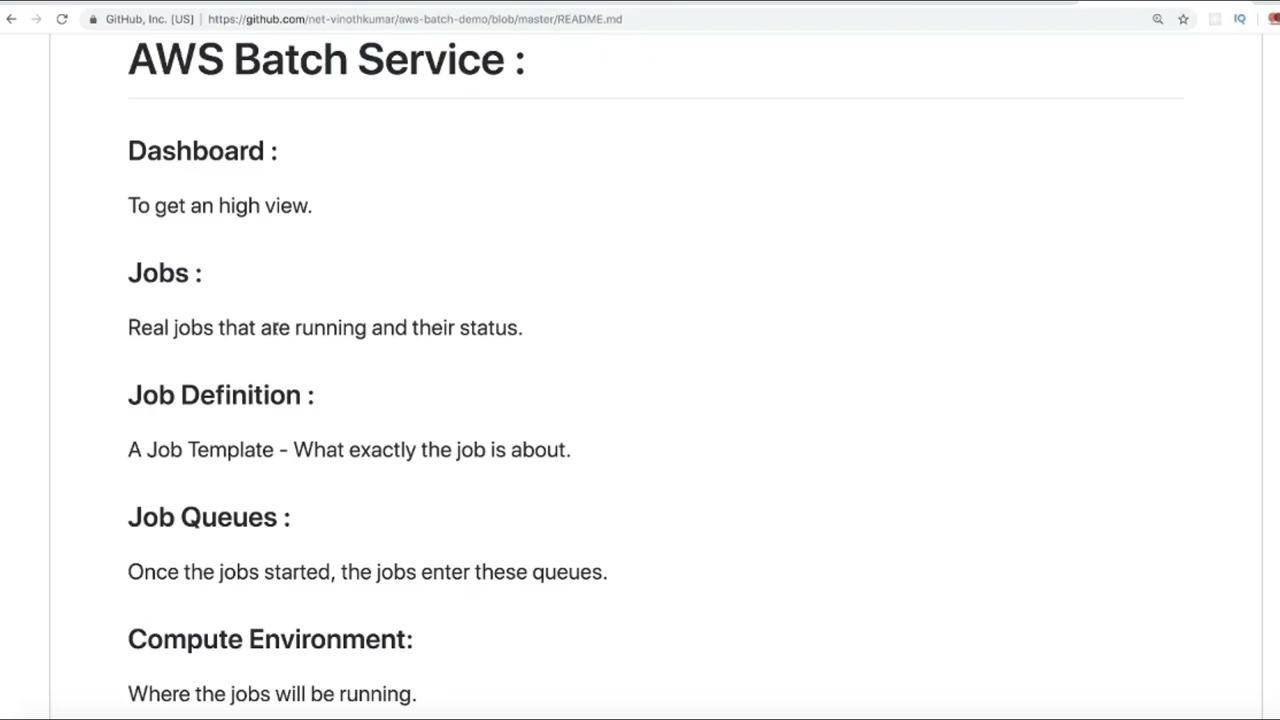 GitHub, Inc. [US] | https://github.com/net-vinothkumar/aws-batch-demo/blob/master/README.md
IQ
AWS Batch Service :
Dashboard :
To get an high view.
Jobs :
Real jobs that are running and their status.
Job Definition :
A Job Template - What exactly the job is about.
Job Queues :
Once the jobs started, the jobs enter these queues.
Compute Environment:
Where the jobs will be running.